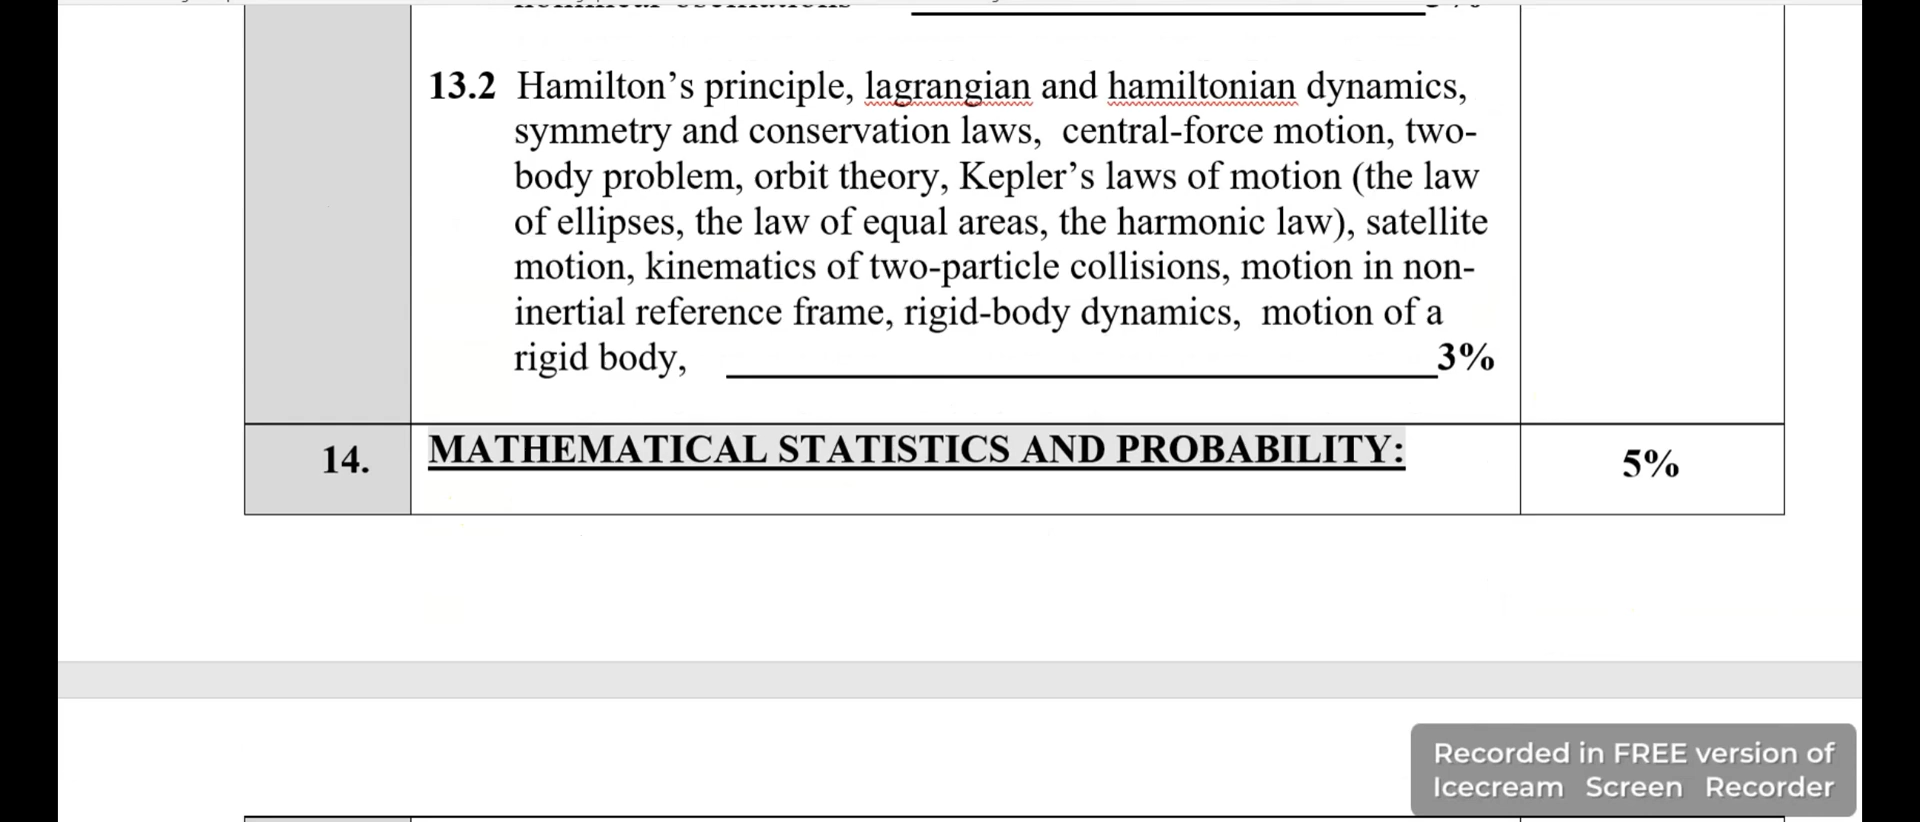 13.2 Hamilton’s principle, lagrangian and hamiltonian dynamics,
symmetry and conservation laws, central-force motion, two-
body problem, orbit theory, Kepler’s laws of motion (the law
of ellipses, the law of equal areas, the harmonic law), satellite
motion, kinematics of two-particle collisions, motion in non-
inertial reference frame, rigid-body dynamics, motion of a
rigid body, 3%
14. MATHEMATICAL STATISTICS AND PROBABILITY: 5%
Recorded in FREE version of
Icecream Screen Recorder